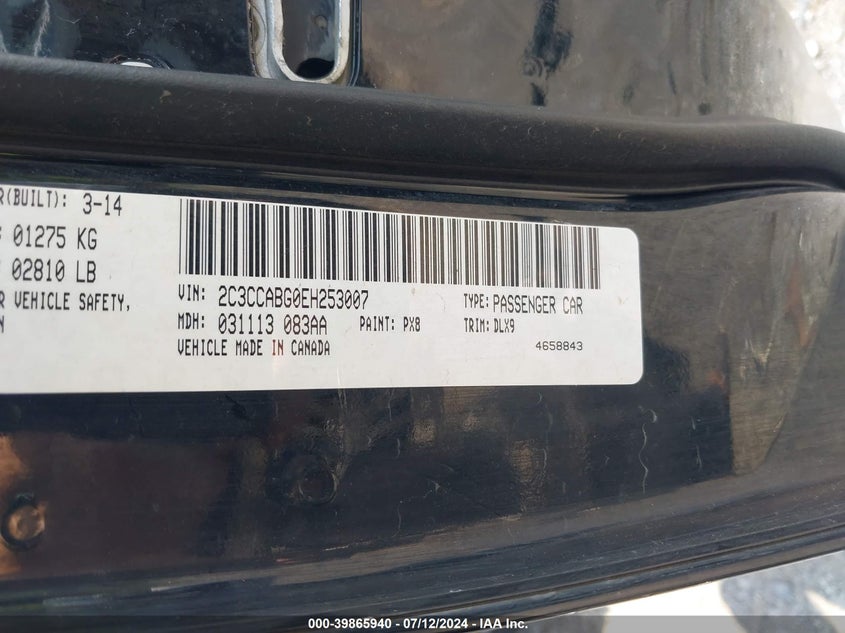 R(BUILT): 3-14
01275 KG
02810 LB
R VEHICLE SAFETY,
N
VIN: 2C3CCABG0EH253007
TYPE: PASSENGER CAR
MDH: 031113 083AA
PAINT: PX8
TRIM: DLX9
VEHICLE MADE IN CANADA
4658843
000-39865940 - 07/12/2024 - IAA Inc.